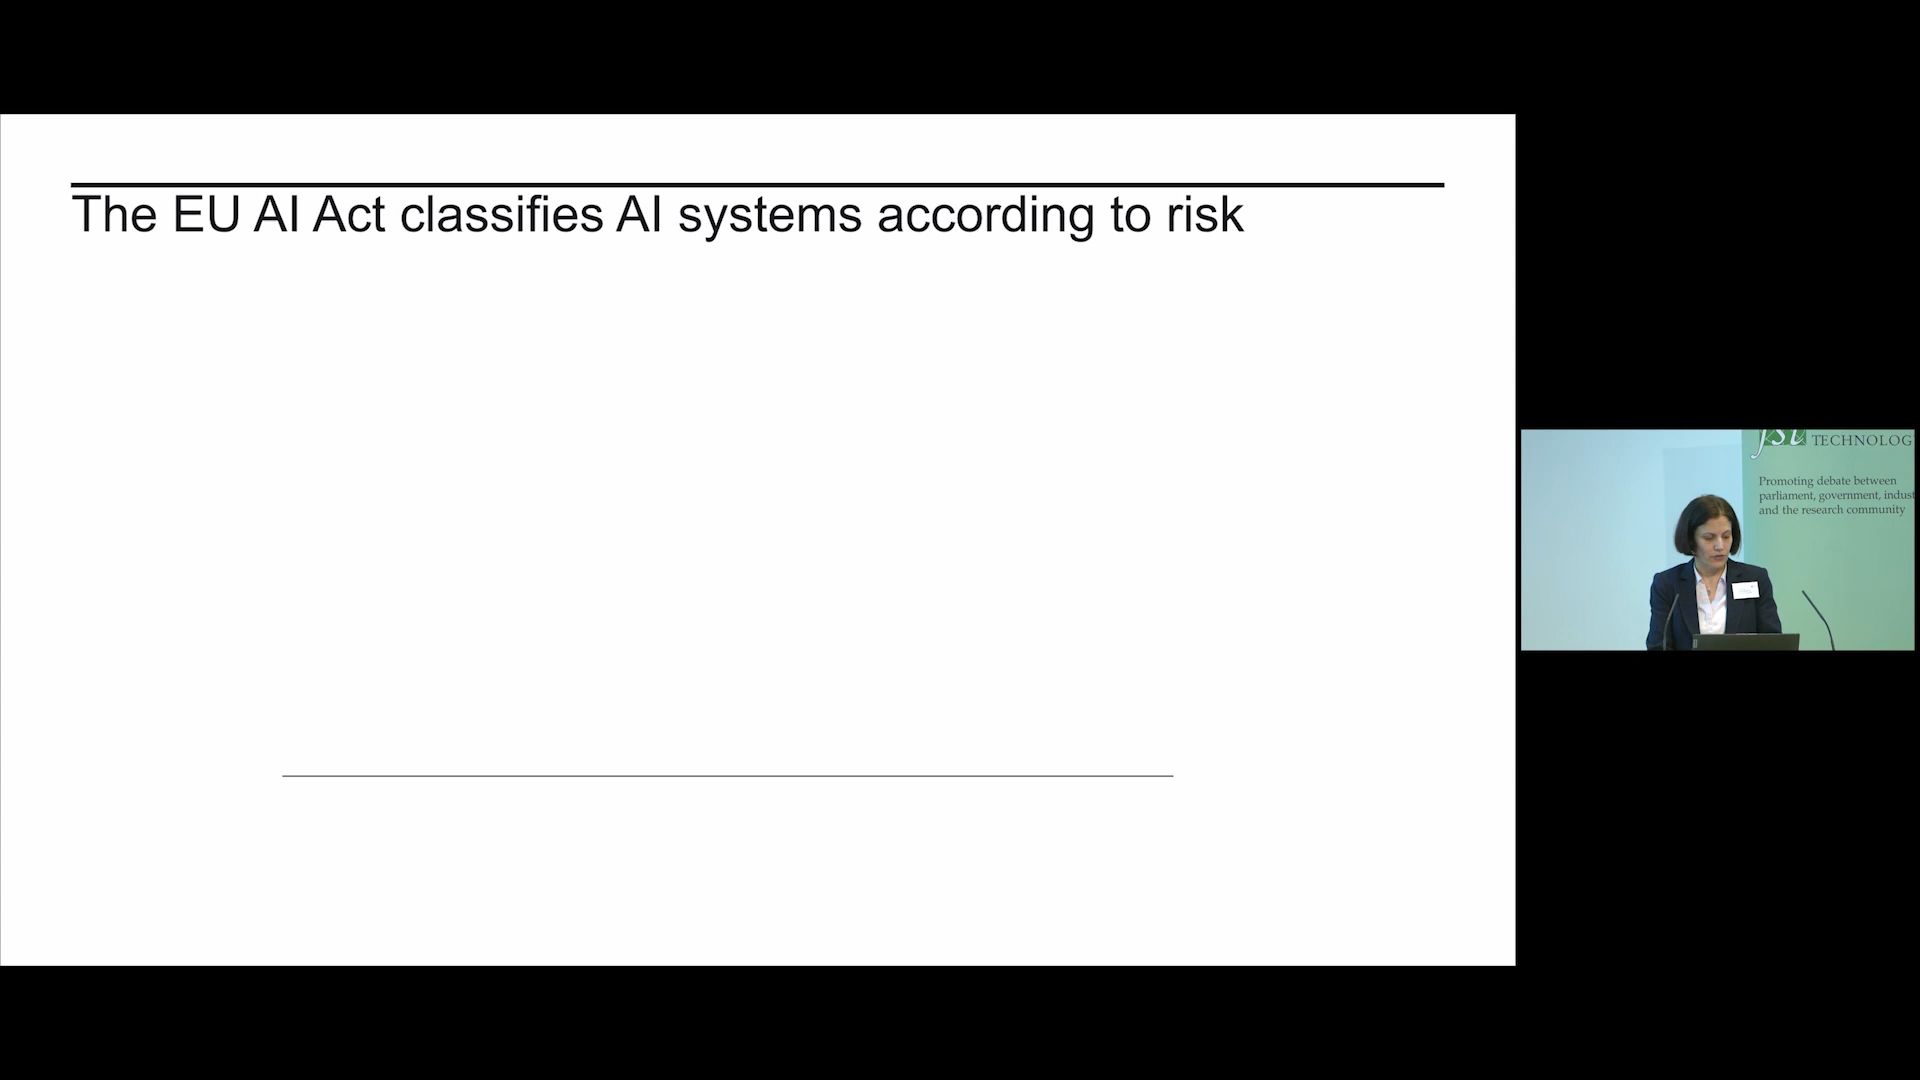 The EU AI Act classifies AI systems according to risk
fst TECHNOLOG
Promoting debate between
parliament, government, indust
and the research community